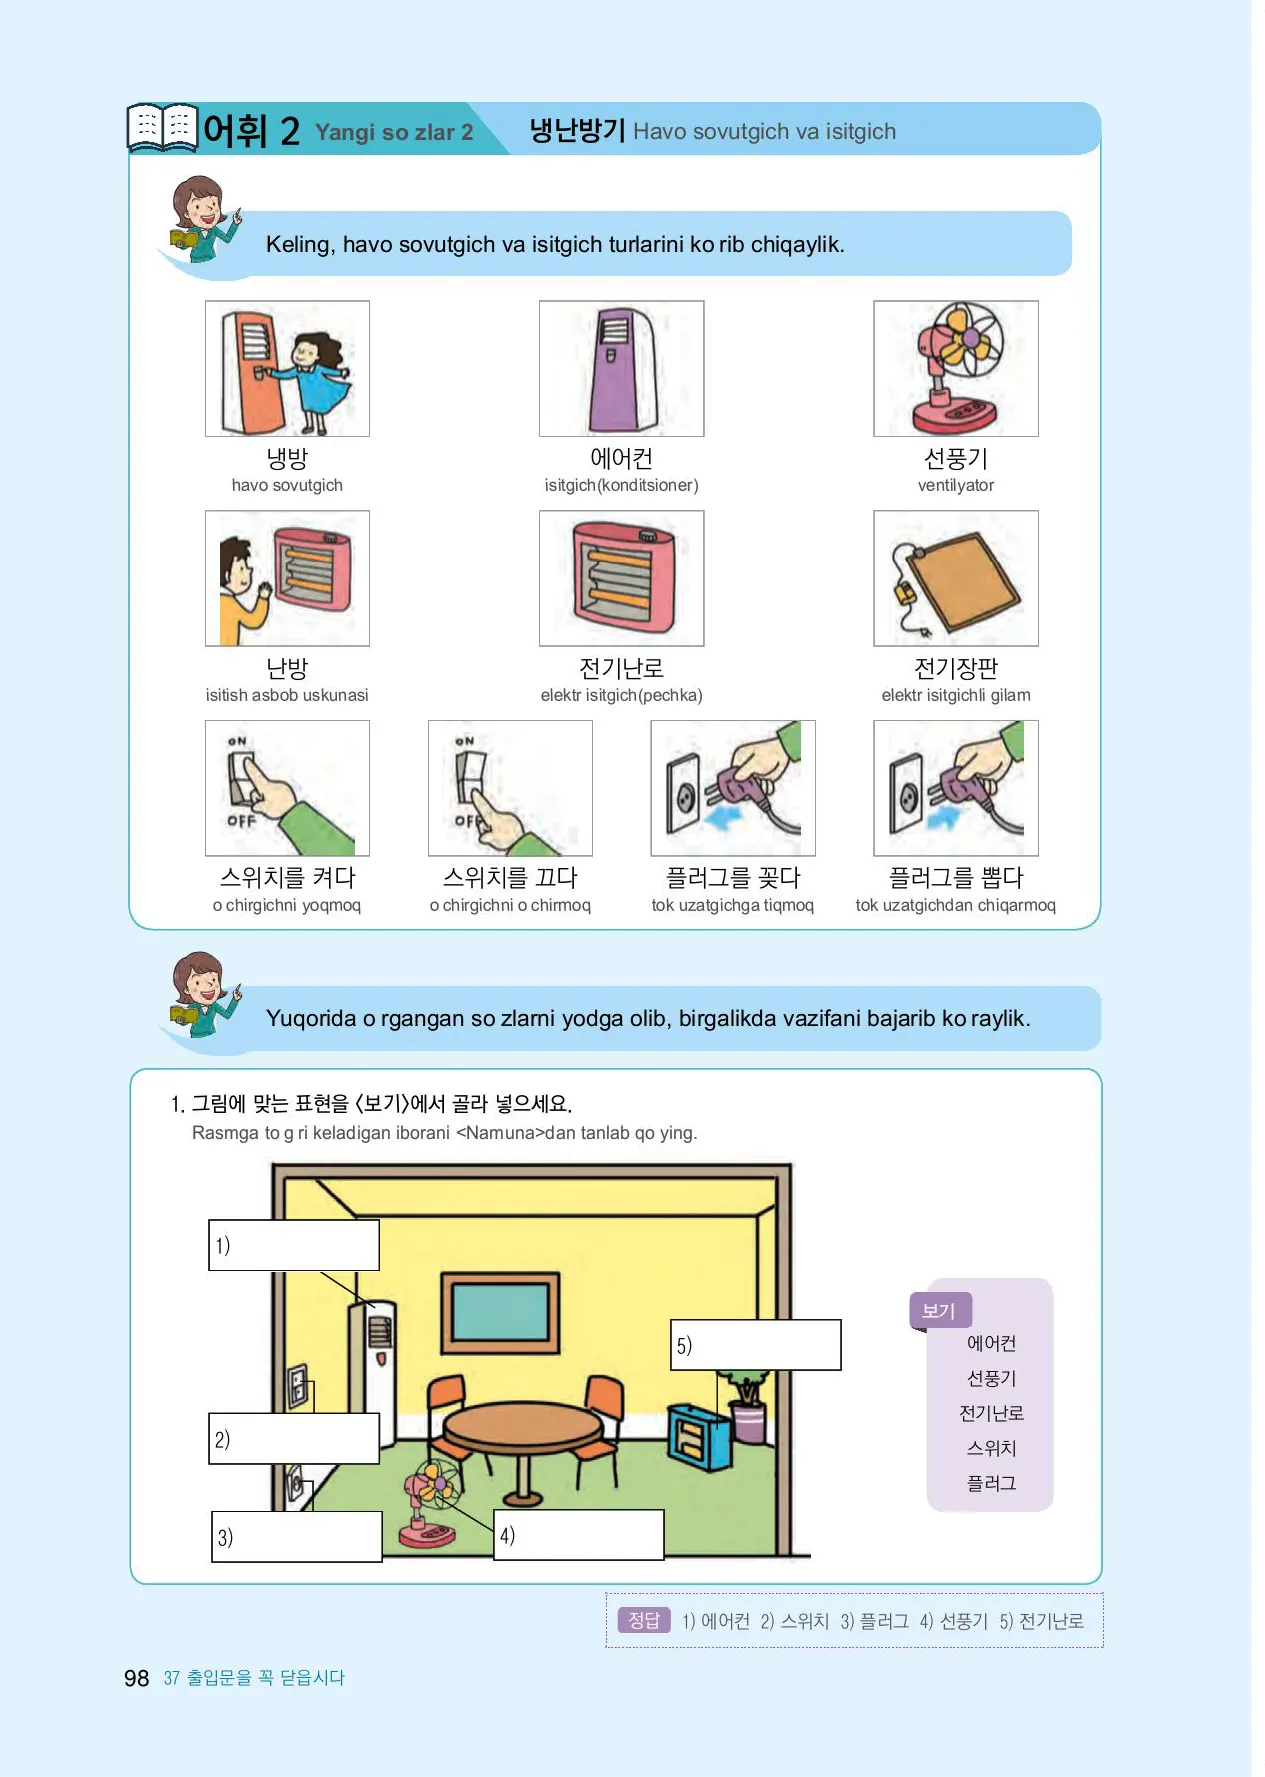 어휘 2 Yangi so zlar 2 냉난방기 Havo sovutgich va isitgich
Keling, havo sovutgich va isitgich turlarini ko rib chiqaylik.
냉방 에어컨 선풍기
havo sovutgich isitgich(konditsioner) ventilyator
난방 전기난로 전기장판
isitish asbob uskunasi elektr isitgich(pechka) elektr isitgichli gilam
ON ON
OFF OFF
스위치를 켜다 스위치를 끄다 플러그를 꽂다 플러그를 뽑다
o chirgichni yoqmoq o chirgichni o chirmoq tok uzatgichga tiqmoq tok uzatgichdan chiqarmoq
Yuqorida o rgangan so zlarni yodga olib, birgalikda vazifani bajarib ko raylik.
1. 그림에 맞는 표현을 〈보기〉에서 골라 넣으세요.
Rasmga to g ri keladigan iborani <Namuna>dan tanlab qo ying.
1)
2)
3)
4)
5)
보기
에어컨
선풍기
전기난로
스위치
플러그
정답 1) 에어컨 2) 스위치 3) 플러그 4) 선풍기 5) 전기난로
98 37 출입문을 꼭 닫읍시다